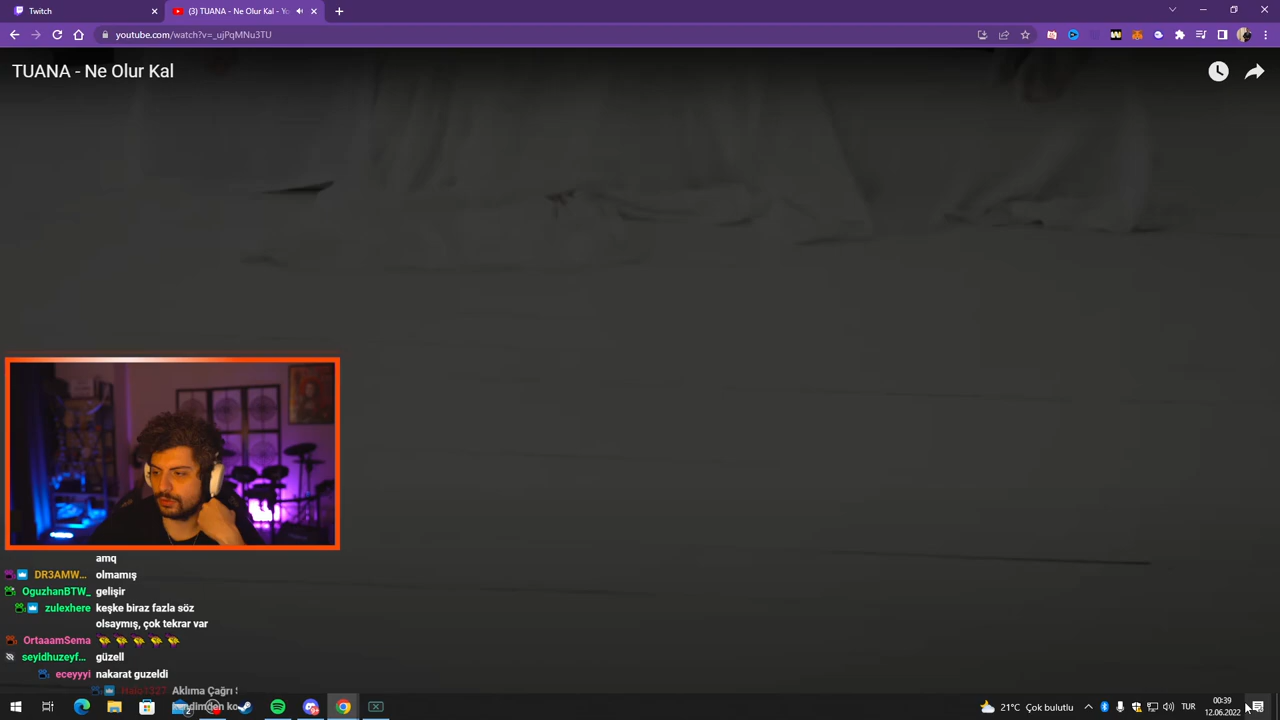 Twitch
(3) TUANA - Ne Olur Kal - Yo
youtube.com/watch?v=_ujPqMNu3TU
TUANA - Ne Olur Kal
amq
DR3AMW... olmamış
OguzhanBTW_ gelişir
zulexhere keşke biraz fazla söz
olsaymış, çok tekrar var
OrtaaamSema
seyidhuzeyf... güzell
eceyyyi nakarat guzeldi
Aklıma Çağrı
21°C Çok bulutlu
TUR
00:39
12.06.2022